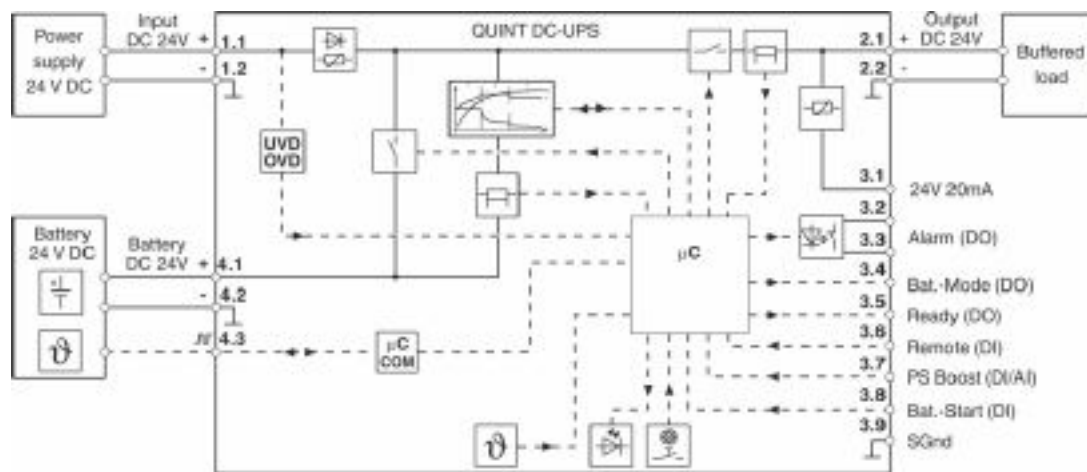 Power
supply
24 V DC
Input
DC 24V
+
1.1
-
1.2
QUINT DC-UPS
2.1
+
Output
DC 24V
2.2
-
Buffered
load
UVD
OVD
3.1
24V 20mA
3.2
3.3
Alarm (DO)
Battery
24 V DC
Battery
DC 24V
+
4.1
-
4.2
4.3
µC
COM
µC
3.4
Bat.-Mode (DO)
3.5
Ready (DO)
3.6
Remote (DI)
3.7
PS Boost (DI/AI)
3.8
Bat.-Start (DI)
3.9
SGnd
ϑ
ϑ